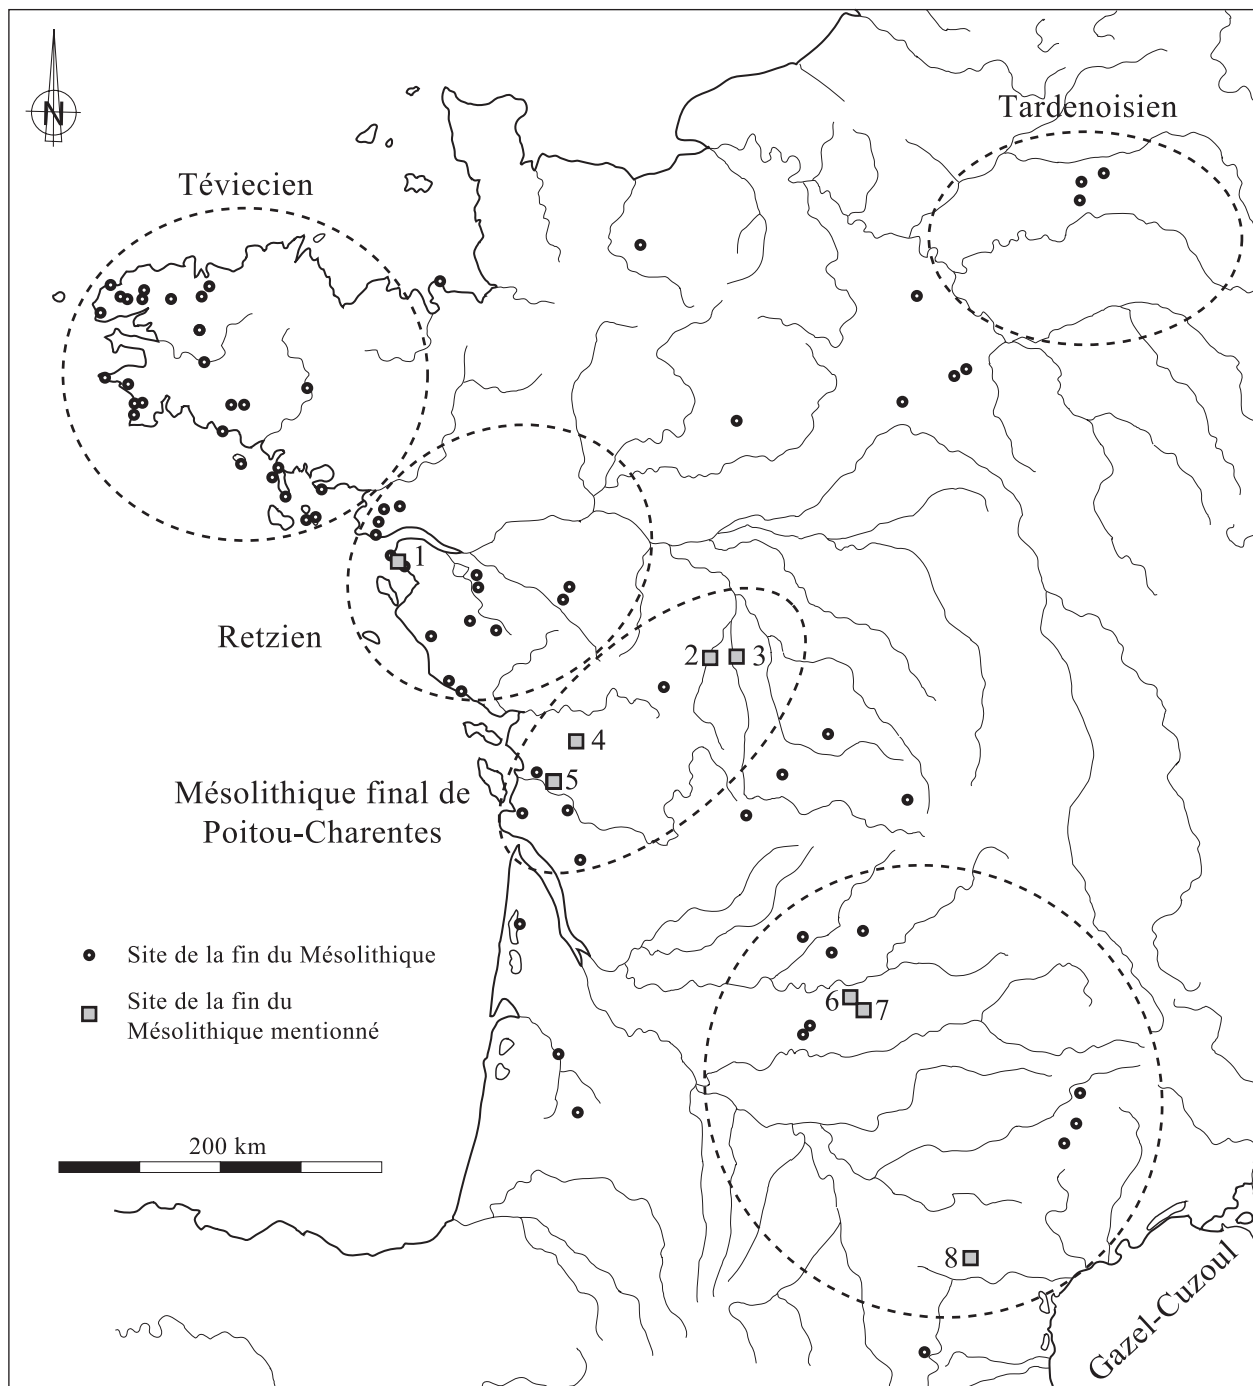 N
Tardenoisien
Téviecien
1
Retzien
2
3
4
5
Mésolithique final de
Poitou-Charentes
Site de la fin du Mésolithique
Site de la fin du
Mésolithique mentionné
6
7
200 km
8
Gazel-Cuzoul